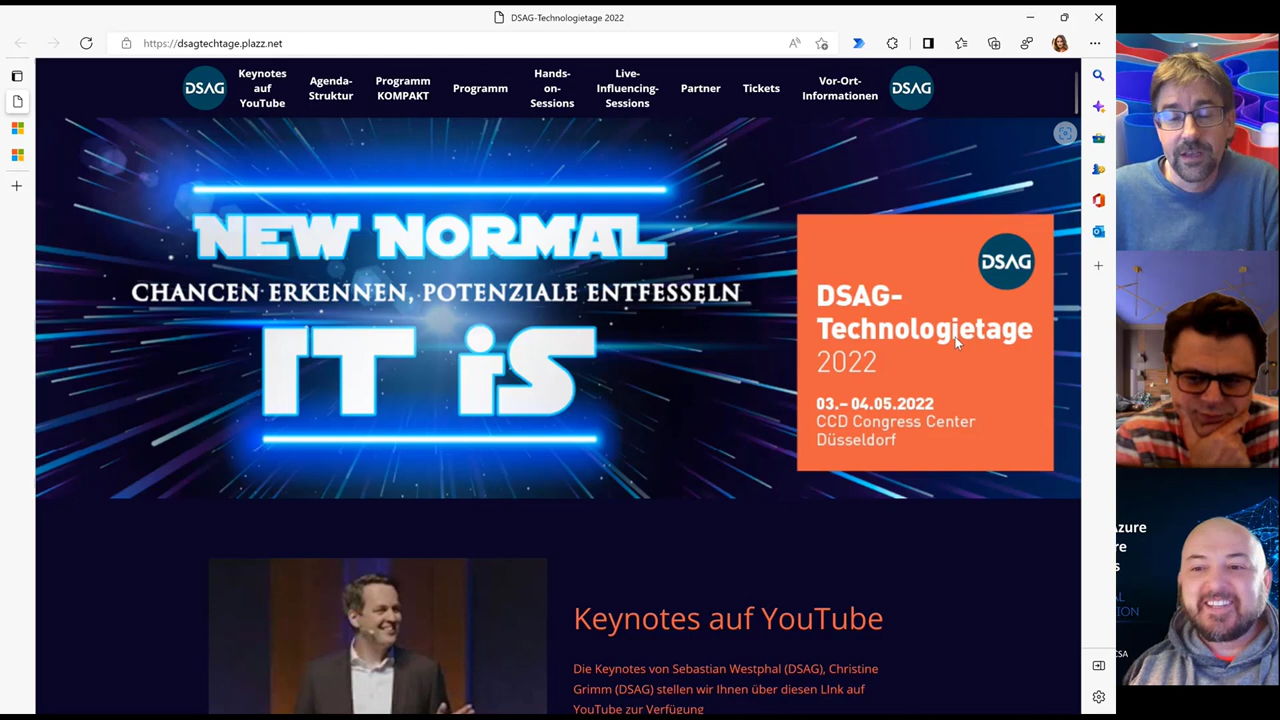 DSAG-Technologietage 2022
https://dsagtechtage.plazz.net
DSAG
Keynotes
auf
YouTube
Agenda-
Struktur
Programm
KOMPAKT
Programm
Hands-
on-
Sessions
Live-
Influencing-
Sessions
Partner
Tickets
Vor-Ort-
Informationen
DSAG
NEW NORMAL
CHANCEN ERKENNEN, POTENZIALE ENTFESSELN
IT iS
DSAG
DSAG-
Technologietage
2022
03.– 04.05.2022
CCD Congress Center
Düsseldorf
Keynotes auf YouTube
Die Keynotes von Sebastian Westphal (DSAG), Christine
Grimm (DSAG) stellen wir Ihnen über diesen LInk auf
YouTube zur Verfügung
Azure